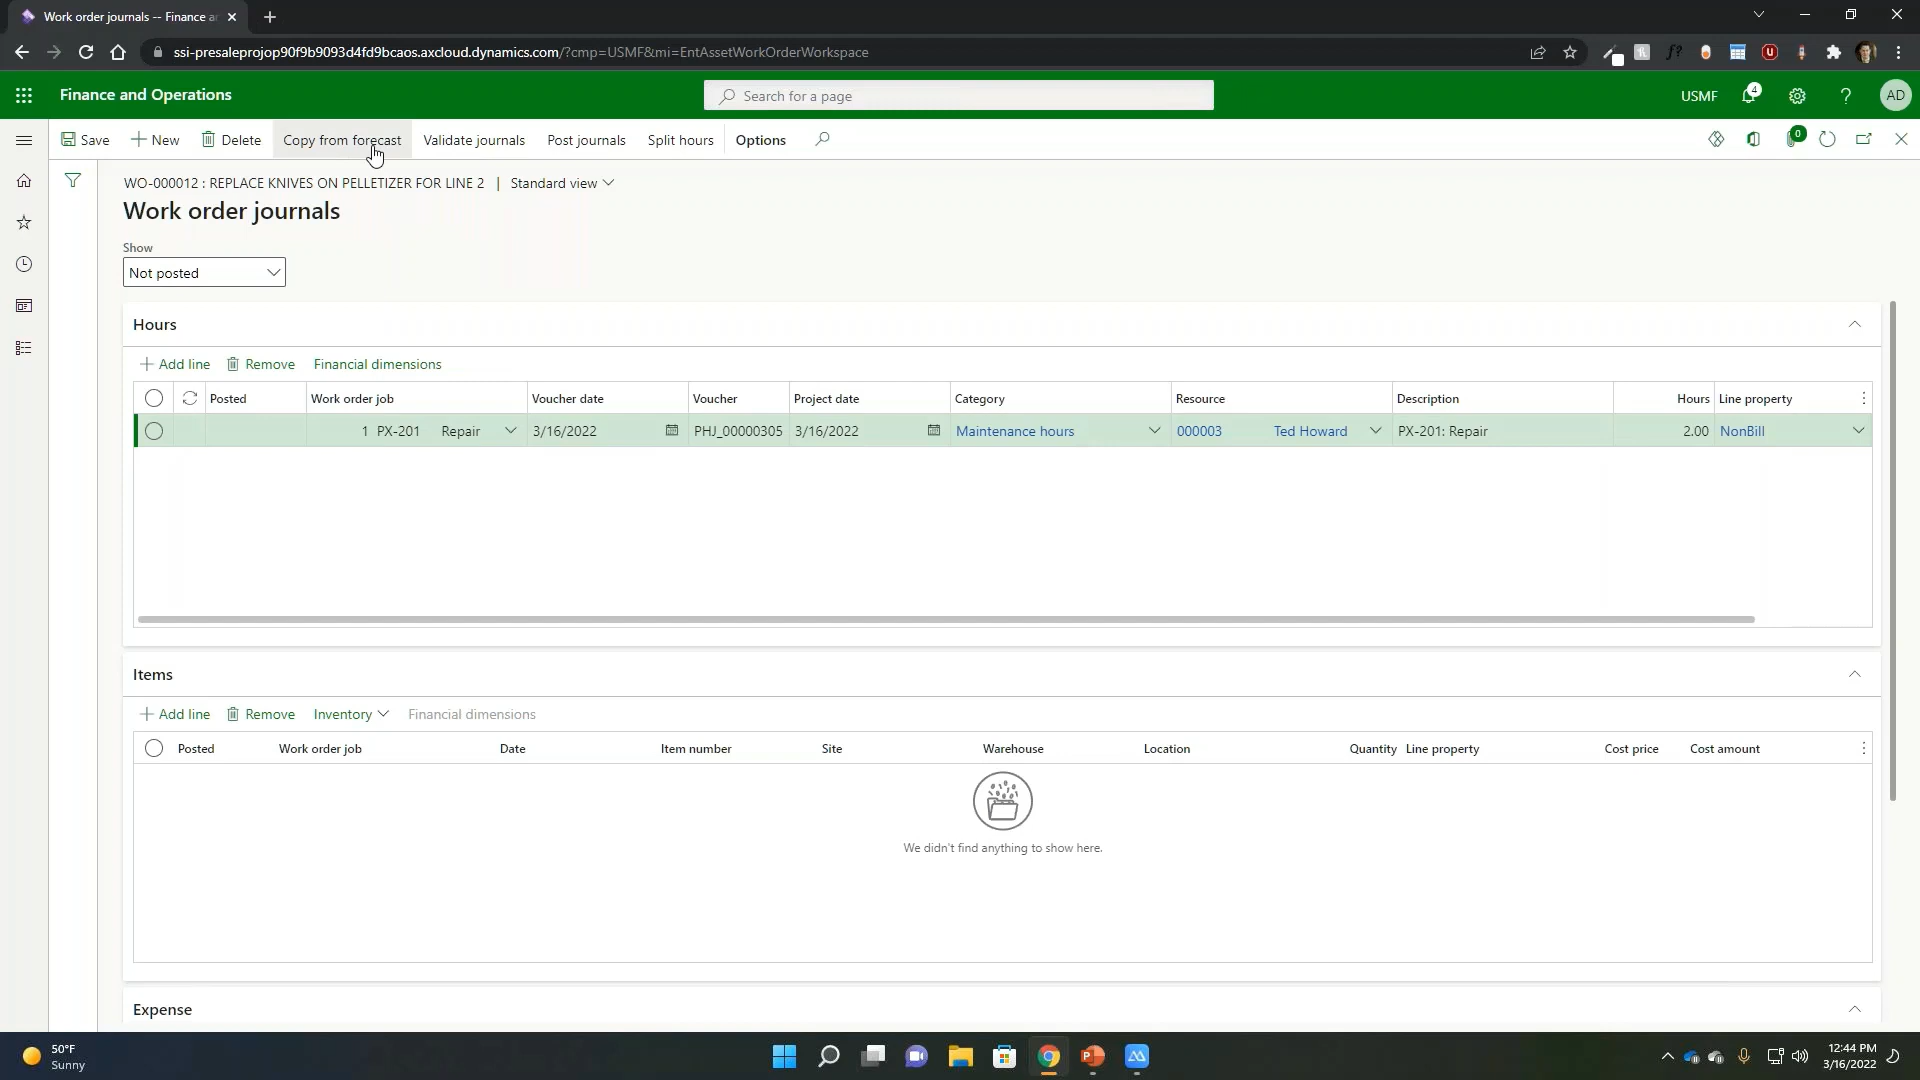 Work order journals -- Finance ar
ssi-presaleprojop90f9b9093d4fd9bcaos.axcloud.dynamics.com/?cmp=USMF&mi=EntAssetWorkOrderWorkspace
Finance and Operations
Search for a page
USMF
4
AD
Save
New
Delete
Copy from forecast
Validate journals
Post journals
Split hours
Options
0
WO-000012 : REPLACE KNIVES ON PELLETIZER FOR LINE 2 | Standard view
Work order journals
Show
Not posted
Hours
Add line
Remove
Financial dimensions
Posted Work order job Voucher date Voucher Project date Category Resource Description Hours Line property
1 PX-201 Repair 3/16/2022 PHJ_00000305 3/16/2022 Maintenance hours 000003 Ted Howard PX-201: Repair 2.00 NonBill
Items
Add line
Remove
Inventory
Financial dimensions
Posted Work order job Date Item number Site Warehouse Location Quantity Line property Cost price Cost amount
We didn't find anything to show here.
Expense
50°F
Sunny
12:44 PM
3/16/2022